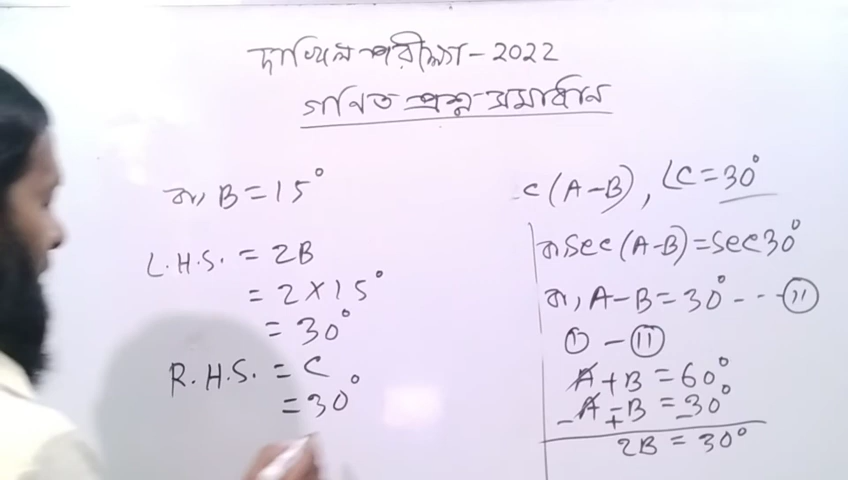 দাখিল পরীক্ষা-2022
গনিত প্রশ্ন সমাধান
বা, B = 15°
L.H.S. = 2B
= 2 × 15°
= 30°
R.H.S. = C
= 30°
c (A-B), ∠C = 30°
বা sec (A-B) = sec 30°
বা, A-B = 30° --- (ii)
(i) - (ii)
A + B = 60°
- A ∓ B = -30°
2B = 30°